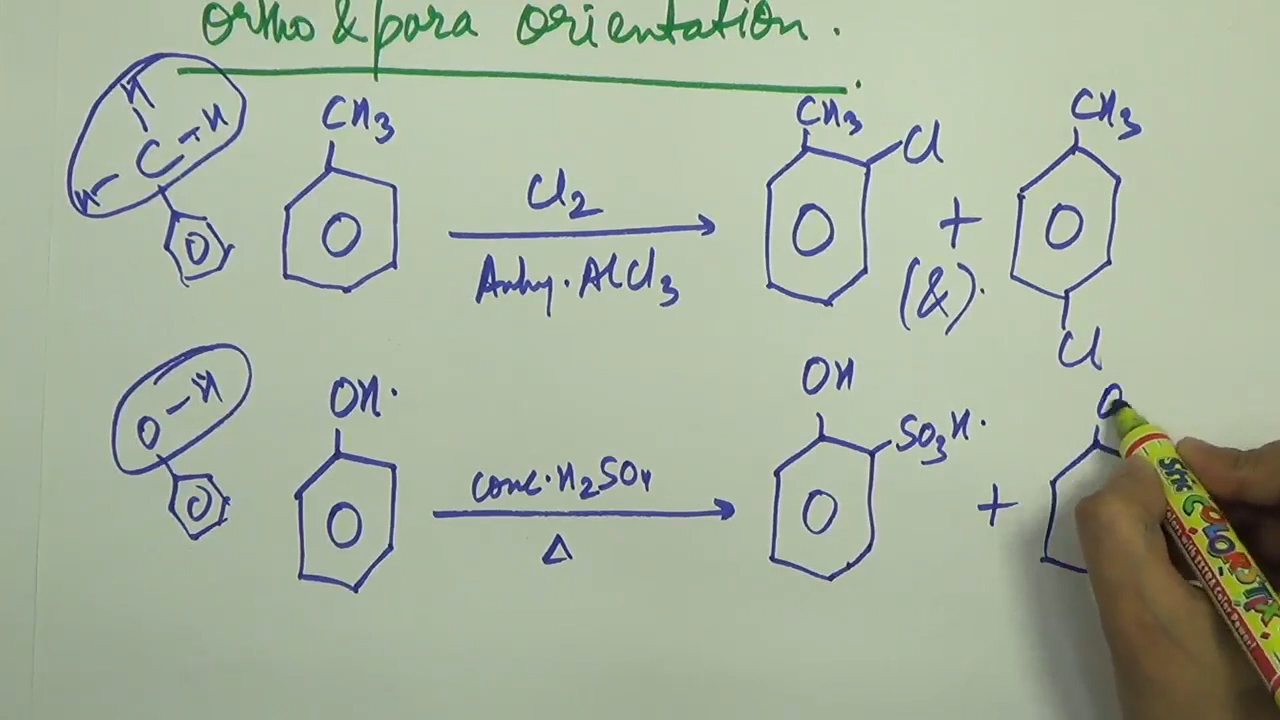 ortho & para orientation.
H
H
C
H
CH3
Cl2
Anhy. AlCl3
CH3
Cl
+
(&).
CH3
Cl
O-H
OH.
conc. H2SO4
Δ
OH
SO3H.
+
O